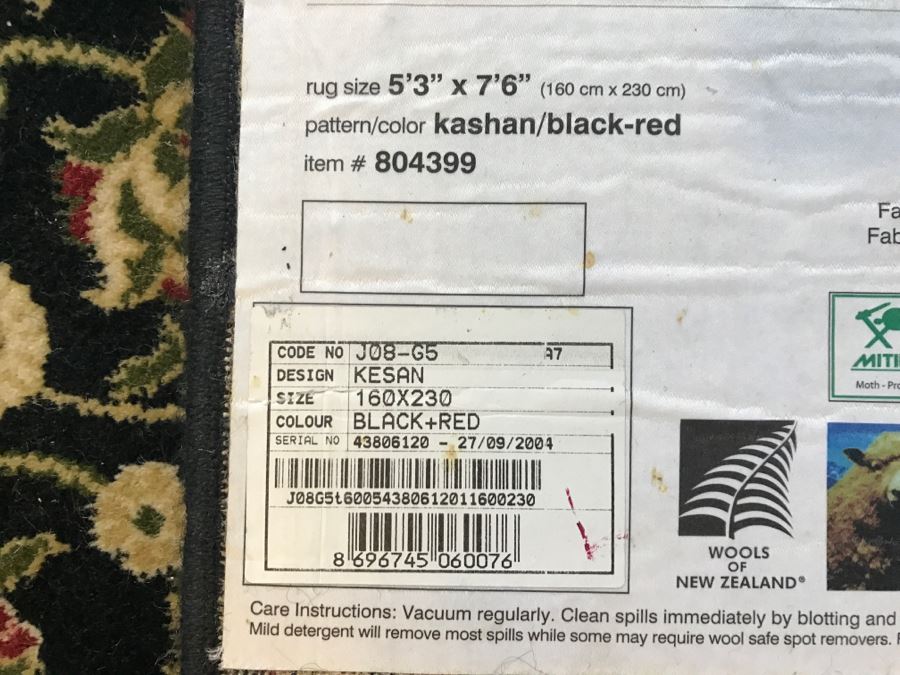 rug size 5'3" x 7'6" (160 cm x 230 cm)
pattern/color kashan/black-red
item # 804399
Fa
Fab
CODE NO J08-G5 A7
DESIGN KESAN
SIZE 160X230
COLOUR BLACK+RED
SERIAL NO 43806120 - 27/09/2004
J08G5t60054380612011600230
8 696745 060076
MITI
Moth - Pro
WOOLS
OF
NEW ZEALAND®
Care Instructions: Vacuum regularly. Clean spills immediately by blotting and
Mild detergent will remove most spills while some may require wool safe spot removers.